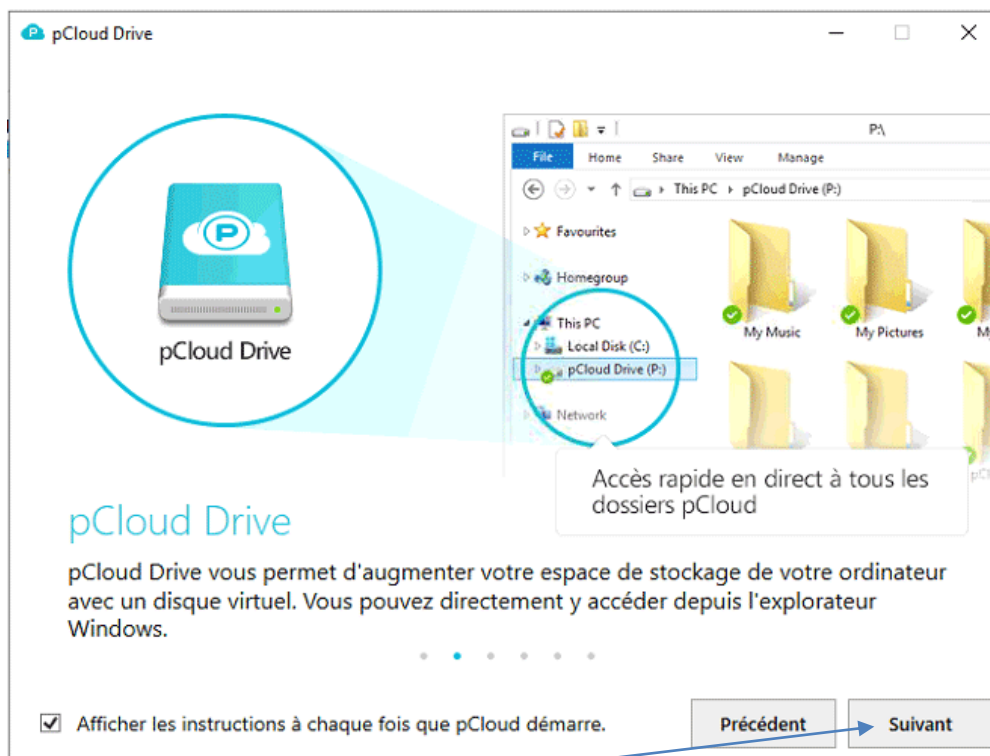 pCloud Drive
P:\
File Home Share View Manage
This PC pCloud Drive (P:)
Favourites
Homegroup
This PC
Local Disk (C:)
pCloud Drive (P:)
Network
My Music
My Pictures
P
pCloud Drive
Accès rapide en direct à tous les
dossiers pCloud
pCloud Drive
pCloud Drive vous permet d'augmenter votre espace de stockage de votre ordinateur
avec un disque virtuel. Vous pouvez directement y accéder depuis l'explorateur
Windows.
Afficher les instructions à chaque fois que pCloud démarre.
Précédent
Suivant